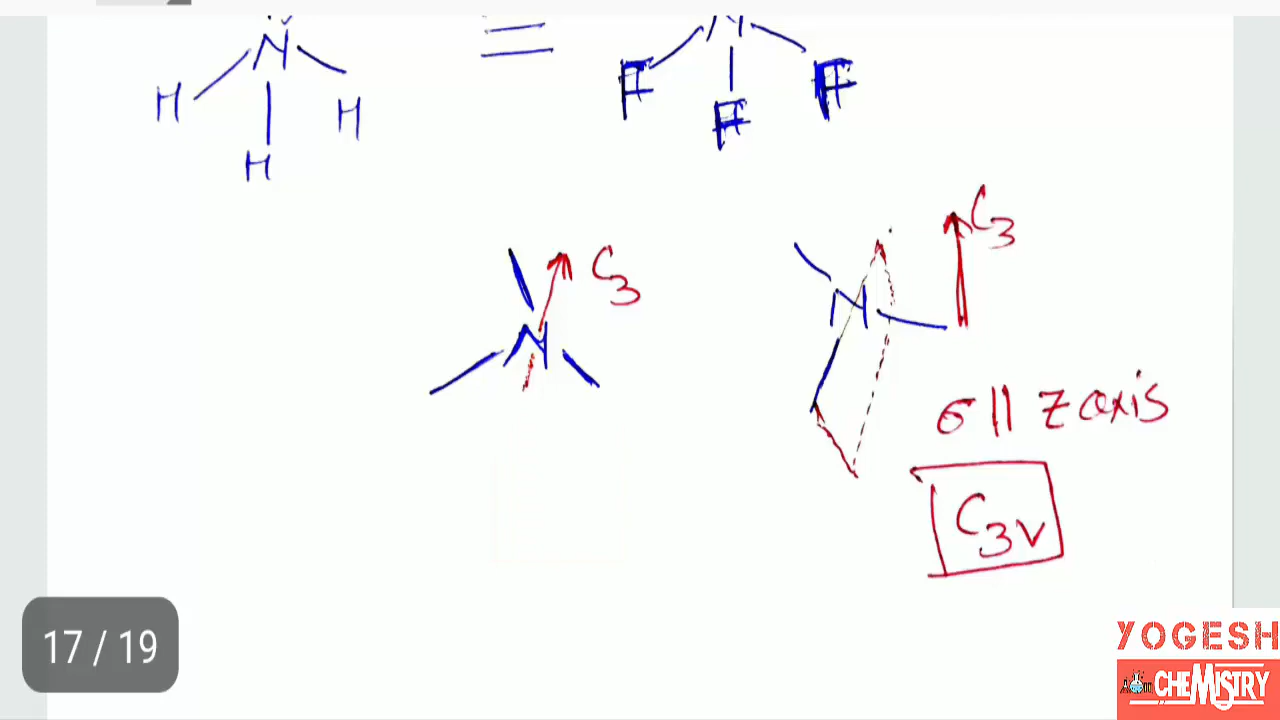 N̈ ≡ N
H H F F
H F
C3
C3
N N
σ || z axis
C3v
17 / 19
YOGESH
CHEMISTRY